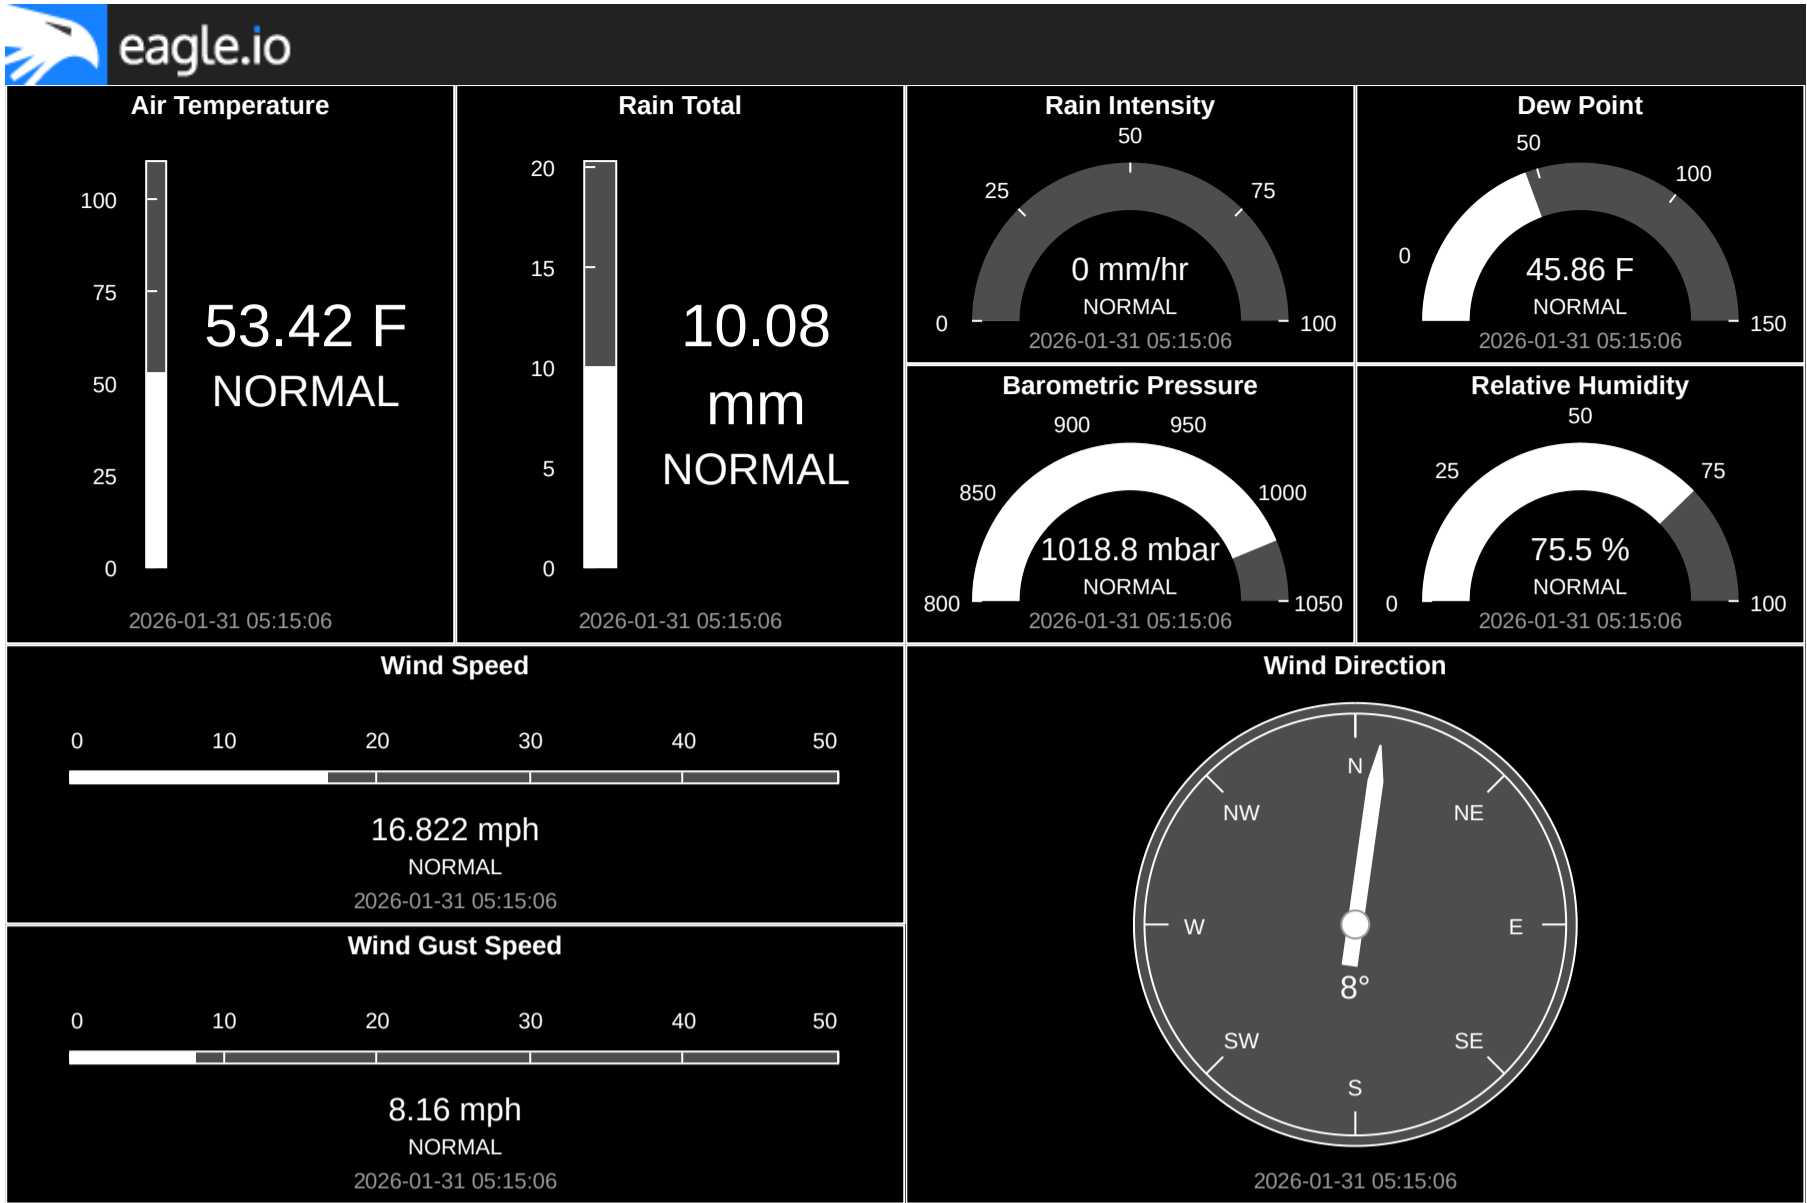 eagle.io
Air Temperature
100
75
50
25
0
53.42 F
NORMAL
2026-01-31 05:15:06
Rain Total
20
15
10
5
0
10.08
mm
NORMAL
2026-01-31 05:15:06
Rain Intensity
0
25
50
75
100
0 mm/hr
NORMAL
2026-01-31 05:15:06
Dew Point
0
50
100
150
45.86 F
NORMAL
2026-01-31 05:15:06
Barometric Pressure
800
850
900
950
1000
1050
1018.8 mbar
NORMAL
2026-01-31 05:15:06
Relative Humidity
0
25
50
75
100
75.5 %
NORMAL
2026-01-31 05:15:06
Wind Speed
0 10 20 30 40 50
16.822 mph
NORMAL
2026-01-31 05:15:06
Wind Gust Speed
0 10 20 30 40 50
8.16 mph
NORMAL
2026-01-31 05:15:06
Wind Direction
N
NW NE
W E
8°
SW SE
S
2026-01-31 05:15:06